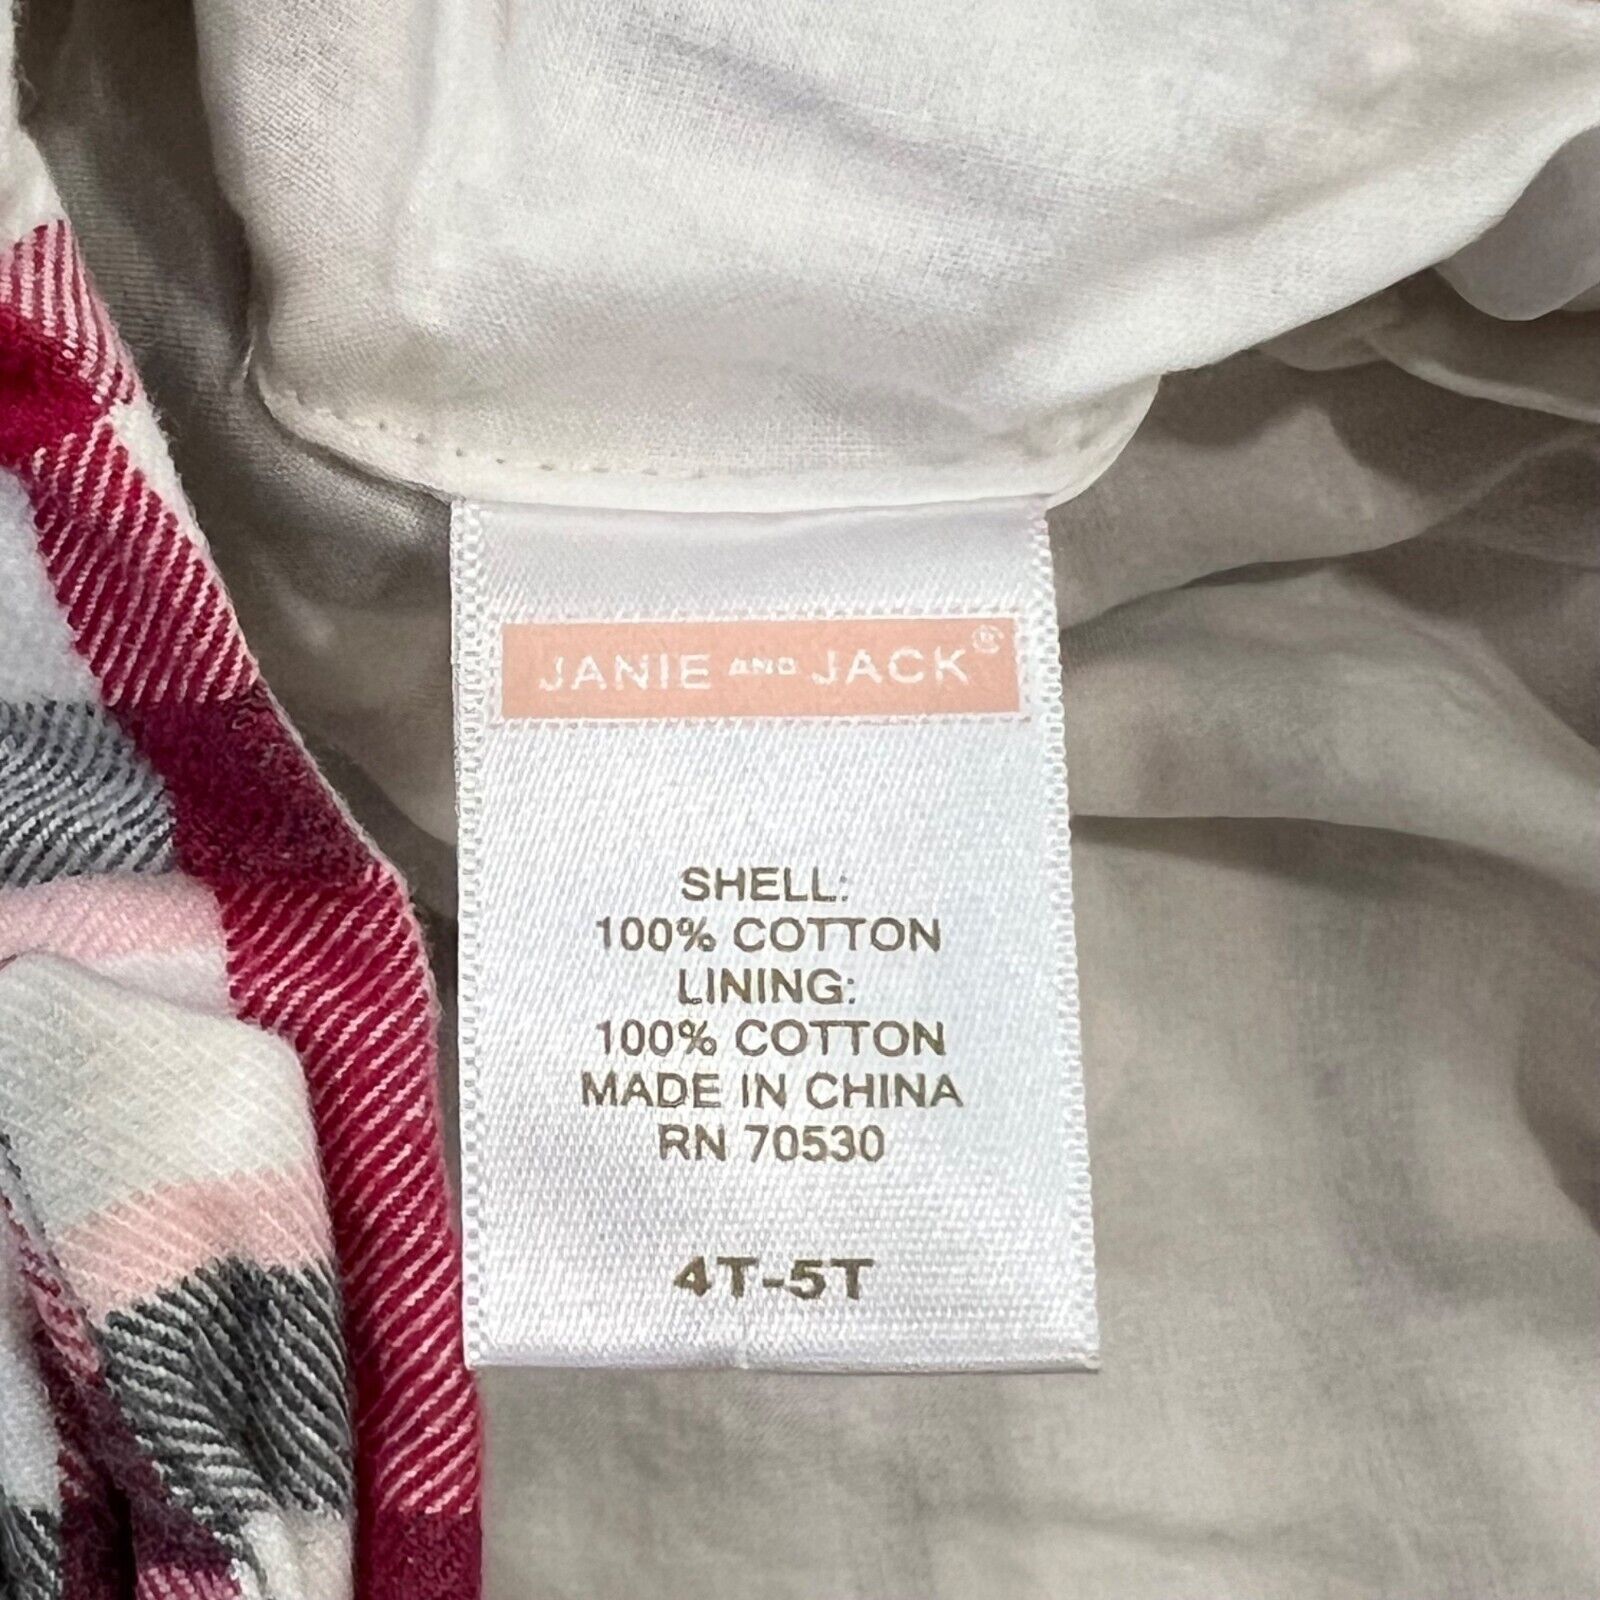 JANIE AND JACK®
SHELL:
100% COTTON
LINING:
100% COTTON
MADE IN CHINA
RN 70530
4T-5T